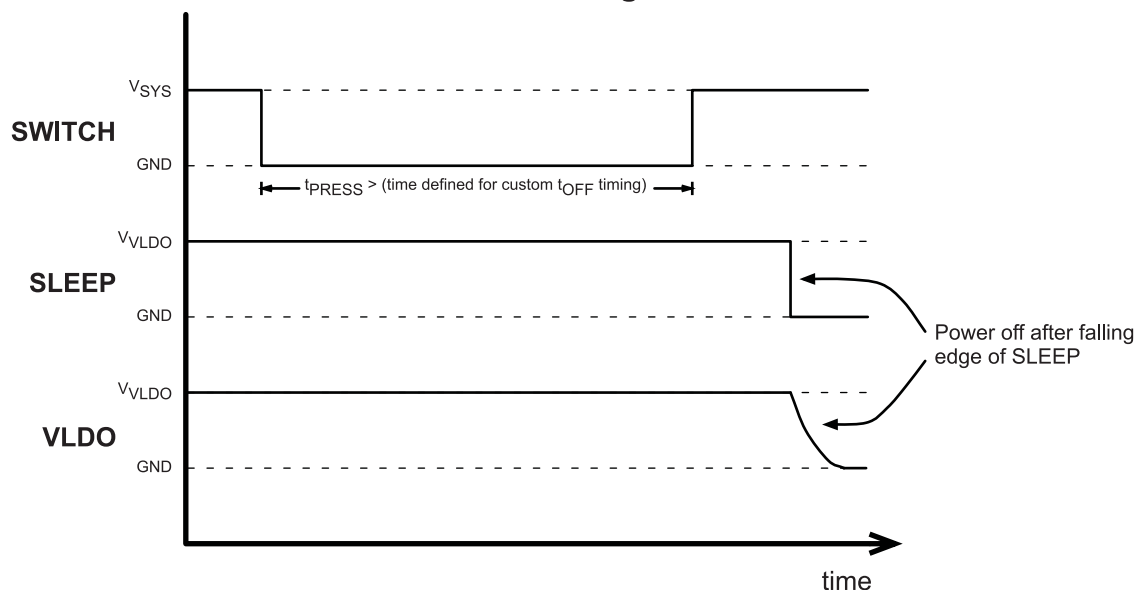 VSYS
SWITCH
GND
tPRESS > (time defined for custom tOFF timing)
VVLDO
SLEEP
GND
Power off after falling
edge of SLEEP
VVLDO
VLDO
GND
time